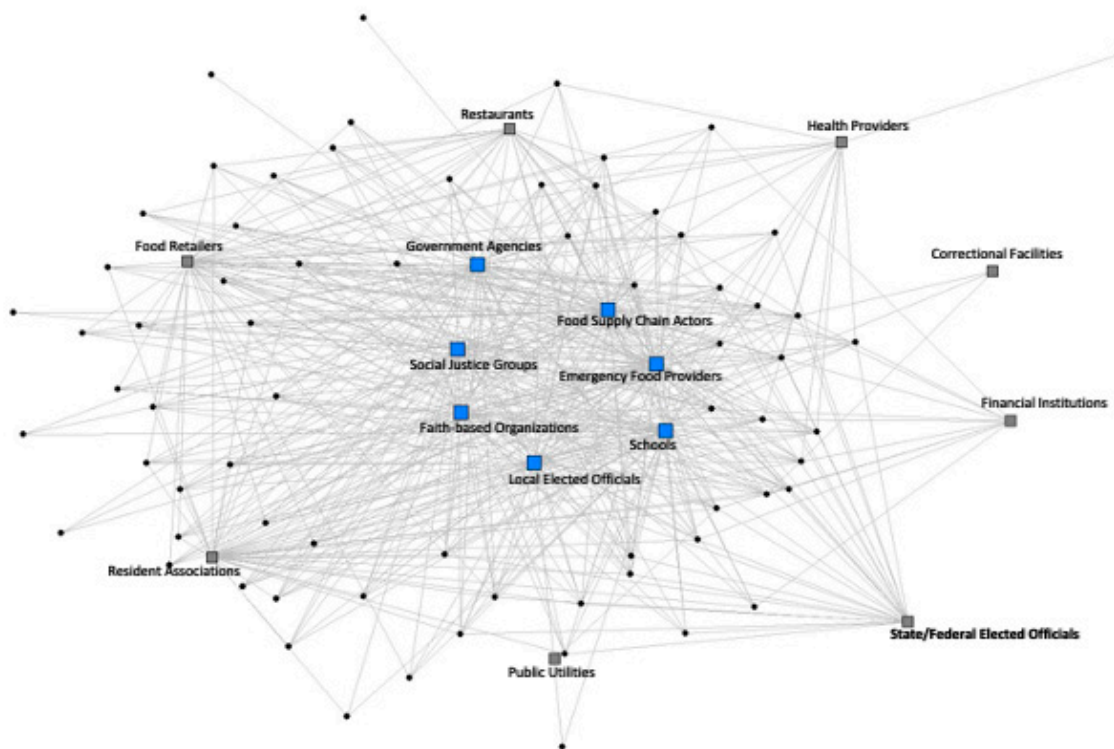 Restaurants
Health Providers
Food Retailers
Government Agencies
Correctional Facilities
Food Supply Chain Actors
Social Justice Groups
Emergency Food Providers
Financial Institutions
Faith-based Organizations
Schools
Local Elected Officials
Resident Associations
State/Federal Elected Officials
Public Utilities